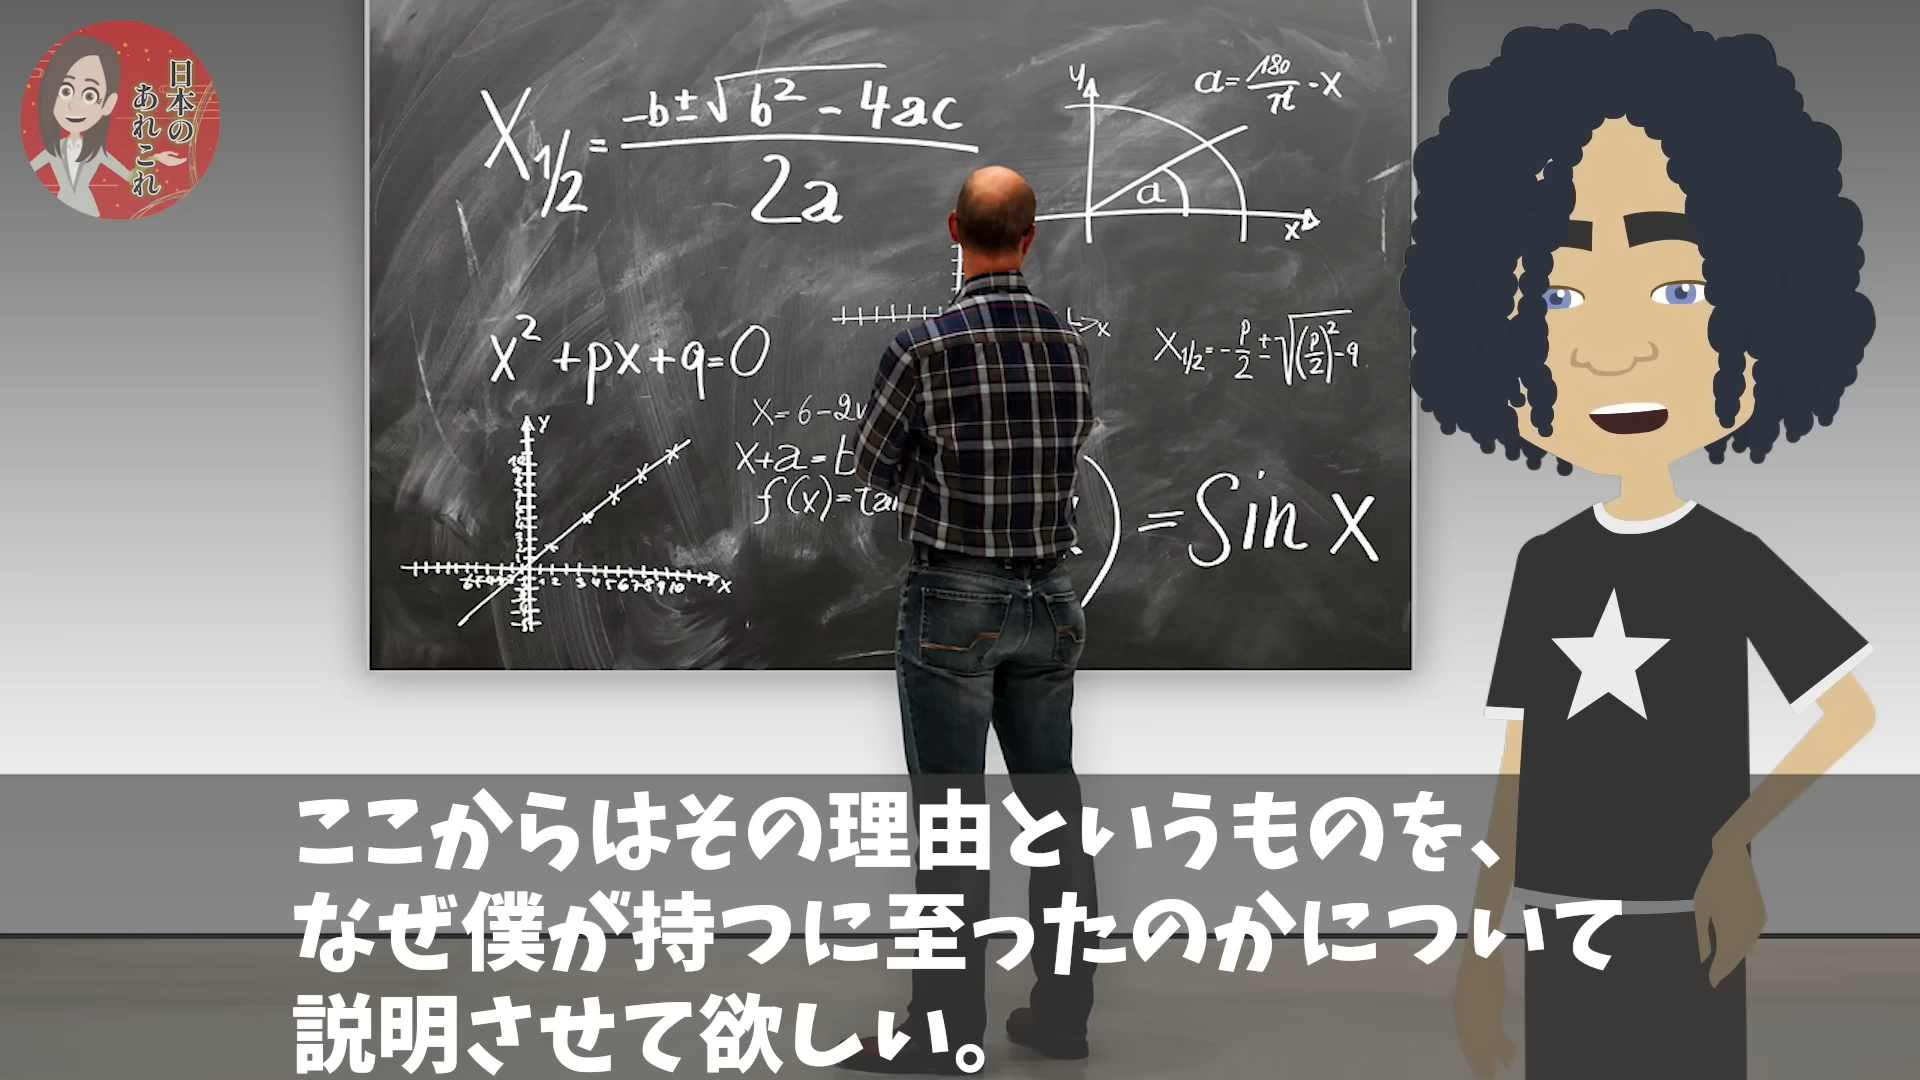 日本の
あれこれ
X1/2 = -b±√b²-4ac
2a
y
a=180/π-x
a
x
x²+px+q=0
x
X1/2=-p/2±√(p/2)²-q
y
x=6-2
x+a=b
f(x)=tan
x
)=Sin x
ここからはその理由というものを、
なぜ僕が持つに至ったのかについて
説明させて欲しい。